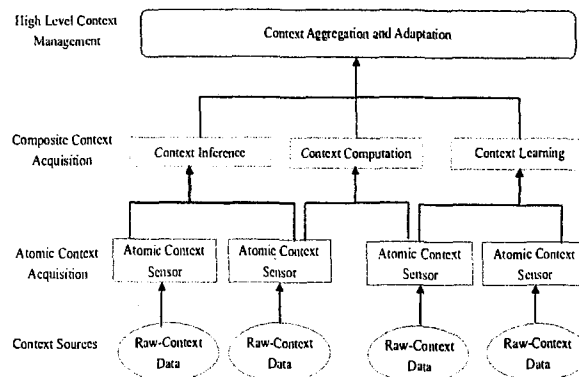 High Level Context
Management
Context Aggregation and Adaptation
Composite Context
Acquisition
Context Inference
Context Computation
Context Learning
Atomic Context
Acquisition
Atomic Context
Sensor
Atomic Context
Sensor
Atomic Context
Sensor
Atomic Context
Sensor
Context Sources
Raw-Context
Data
Raw-Context
Data
Raw-Context
Data
Raw-Context
Data